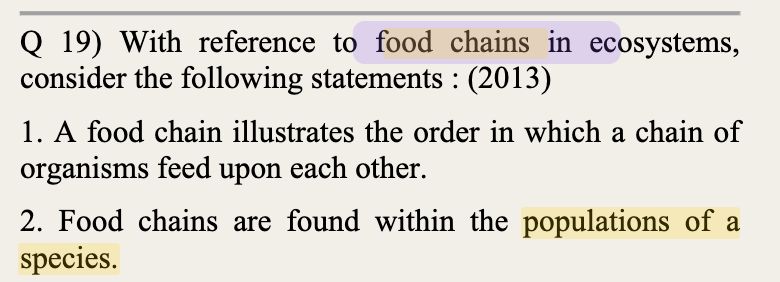 Q 19) With reference to food chains in ecosystems,
consider the following statements : (2013)
1. A food chain illustrates the order in which a chain of
organisms feed upon each other.
2. Food chains are found within the populations of a
species.